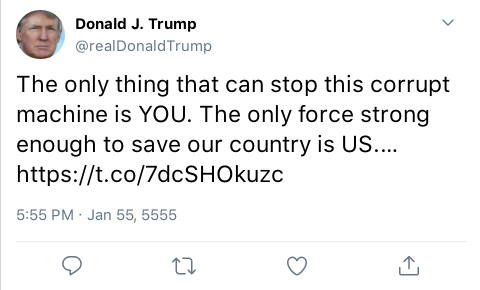 Donald J. Trump
@realDonaldTrump
The only thing that can stop this corrupt
machine is YOU. The only force strong
enough to save our country is US....
https://t.co/7dcSHOkuzc
5:55 PM · Jan 55, 5555